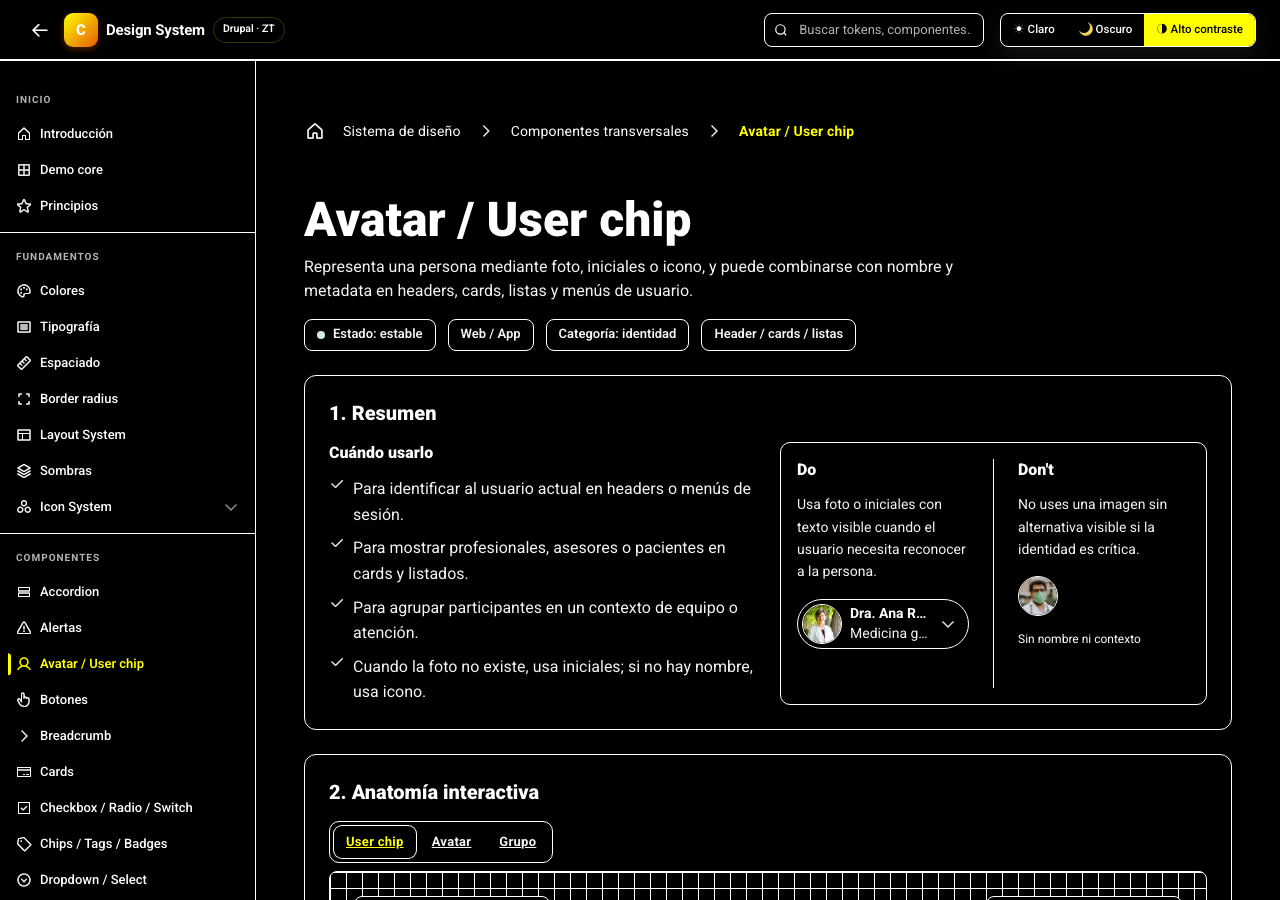 C Design System Drupal · ZT
Buscar tokens, componentes..
Claro Oscuro Alto contraste
INICIO
Introducción
Demo core
Principios
FUNDAMENTOS
Colores
Tipografía
Espaciado
Border radius
Layout System
Sombras
Icon System
COMPONENTES
Accordion
Alertas
Avatar / User chip
Botones
Breadcrumb
Cards
Checkbox / Radio / Switch
Chips / Tags / Badges
Dropdown / Select
Sistema de diseño Componentes transversales Avatar / User chip
Avatar / User chip
Representa una persona mediante foto, iniciales o icono, y puede combinarse con nombre y
metadata en headers, cards, listas y menús de usuario.
Estado: estable Web / App Categoría: identidad Header / cards / listas
1. Resumen
Cuándo usarlo
Para identificar al usuario actual en headers o menús de
sesión.
Para mostrar profesionales, asesores o pacientes en
cards y listados.
Para agrupar participantes en un contexto de equipo o
atención.
Cuando la foto no existe, usa iniciales; si no hay nombre,
usa icono.
Do
Usa foto o iniciales con
texto visible cuando el
usuario necesita reconocer
a la persona.
Dra. Ana R...
Medicina g...
Don't
No uses una imagen sin
alternativa visible si la
identidad es crítica.
Sin nombre ni contexto
2. Anatomía interactiva
User chip Avatar Grupo